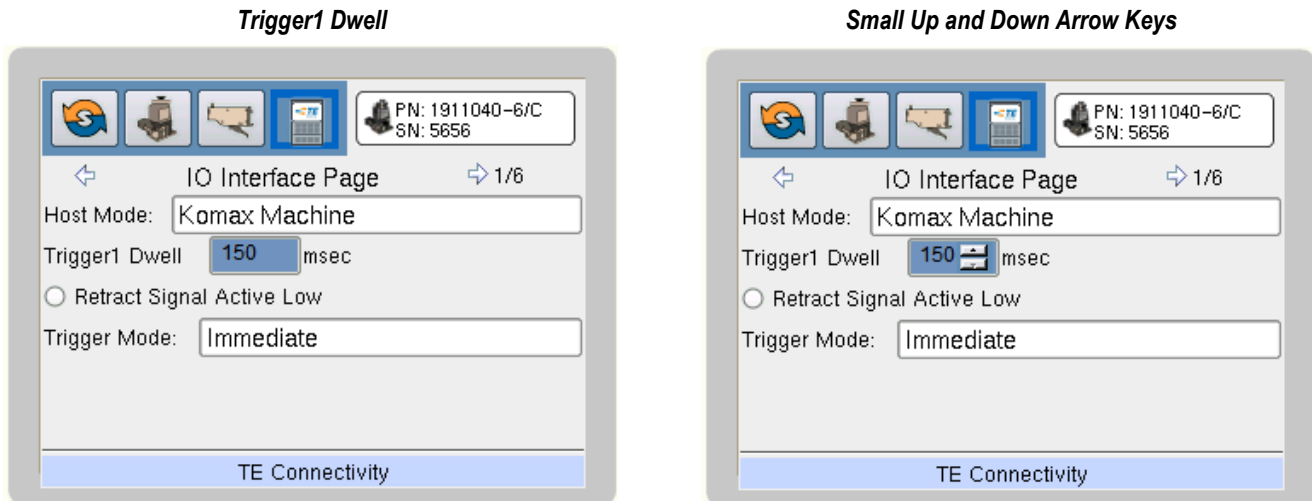 Trigger1 Dwell
PN: 1911040-6/C
SN: 5656
IO Interface Page 1/6
Host Mode: Komax Machine
Trigger1 Dwell 150 msec
Retract Signal Active Low
Trigger Mode: Immediate
TE Connectivity
Small Up and Down Arrow Keys
PN: 1911040-6/C
SN: 5656
IO Interface Page 1/6
Host Mode: Komax Machine
Trigger1 Dwell 150 msec
Retract Signal Active Low
Trigger Mode: Immediate
TE Connectivity